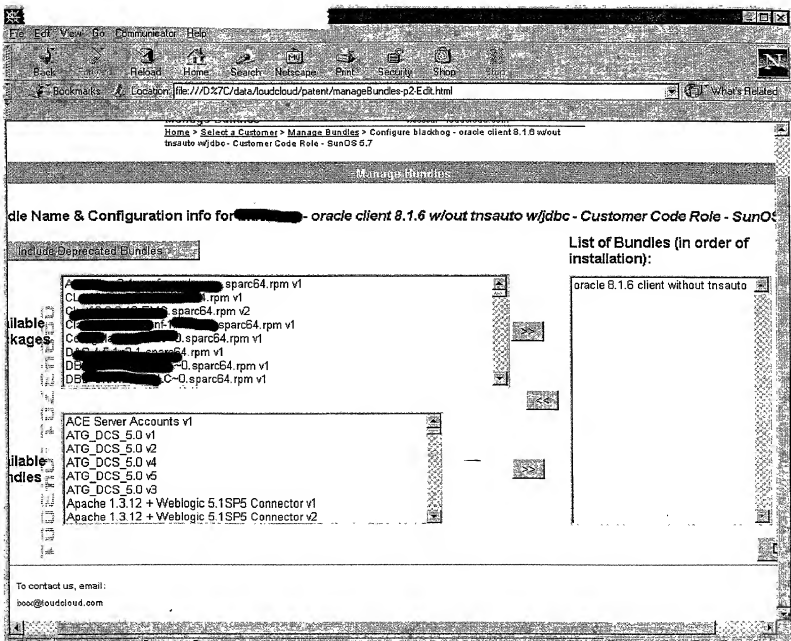 File Edit View Go Communicator Help
Back Reload Home Search Netscape Print Security Shop Stop
Bookmarks Location: file:///D%7C/data/loudcloud/patent/manageBundles-p2-Edit.html What's Related
Home > Select a Customer > Manage Bundles > Configure blackhog - oracle client 8.1.6 w/out
tnsauto w/jdbc - Customer Code Role - SunOS 5.7
Manage Bundles
dle Name & Configuration info for - oracle client 8.1.6 w/out tnsauto w/jdbc - Customer Code Role - SunOS
Include Deprecated Bundles
List of Bundles (in order of
installation):
ilable
kages
.sparc64.rpm v1
.rpm v1
.sparc64.rpm v2
sparc64.rpm v1
.sparc64.rpm v1
.sparc64.rpm v1
~0.sparc64.rpm v1
C~0.sparc64.rpm v1
>>
<<
oracle 8.1.6 client without tnsauto
ilable
ndles
ACE Server Accounts v1
ATG_DCS_5.0 v1
ATG_DCS_5.0 v2
ATG_DCS_5.0 v4
ATG_DCS_5.0 v5
ATG_DCS_5.0 v3
Apache 1.3.12 + Weblogic 5.1SP5 Connector v1
Apache 1.3.12 + Weblogic 5.1SP5 Connector v2
>>
To contact us, email:
@loudcloud.com